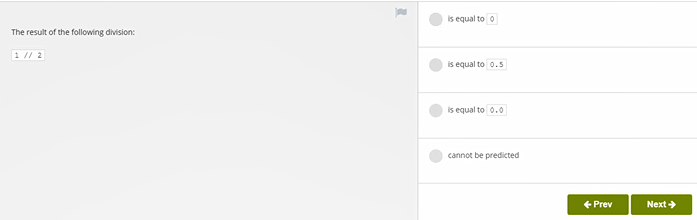 The result of the following division:
1 // 2
is equal to 0
is equal to 0.5
is equal to 0.0
cannot be predicted
← Prev
Next →